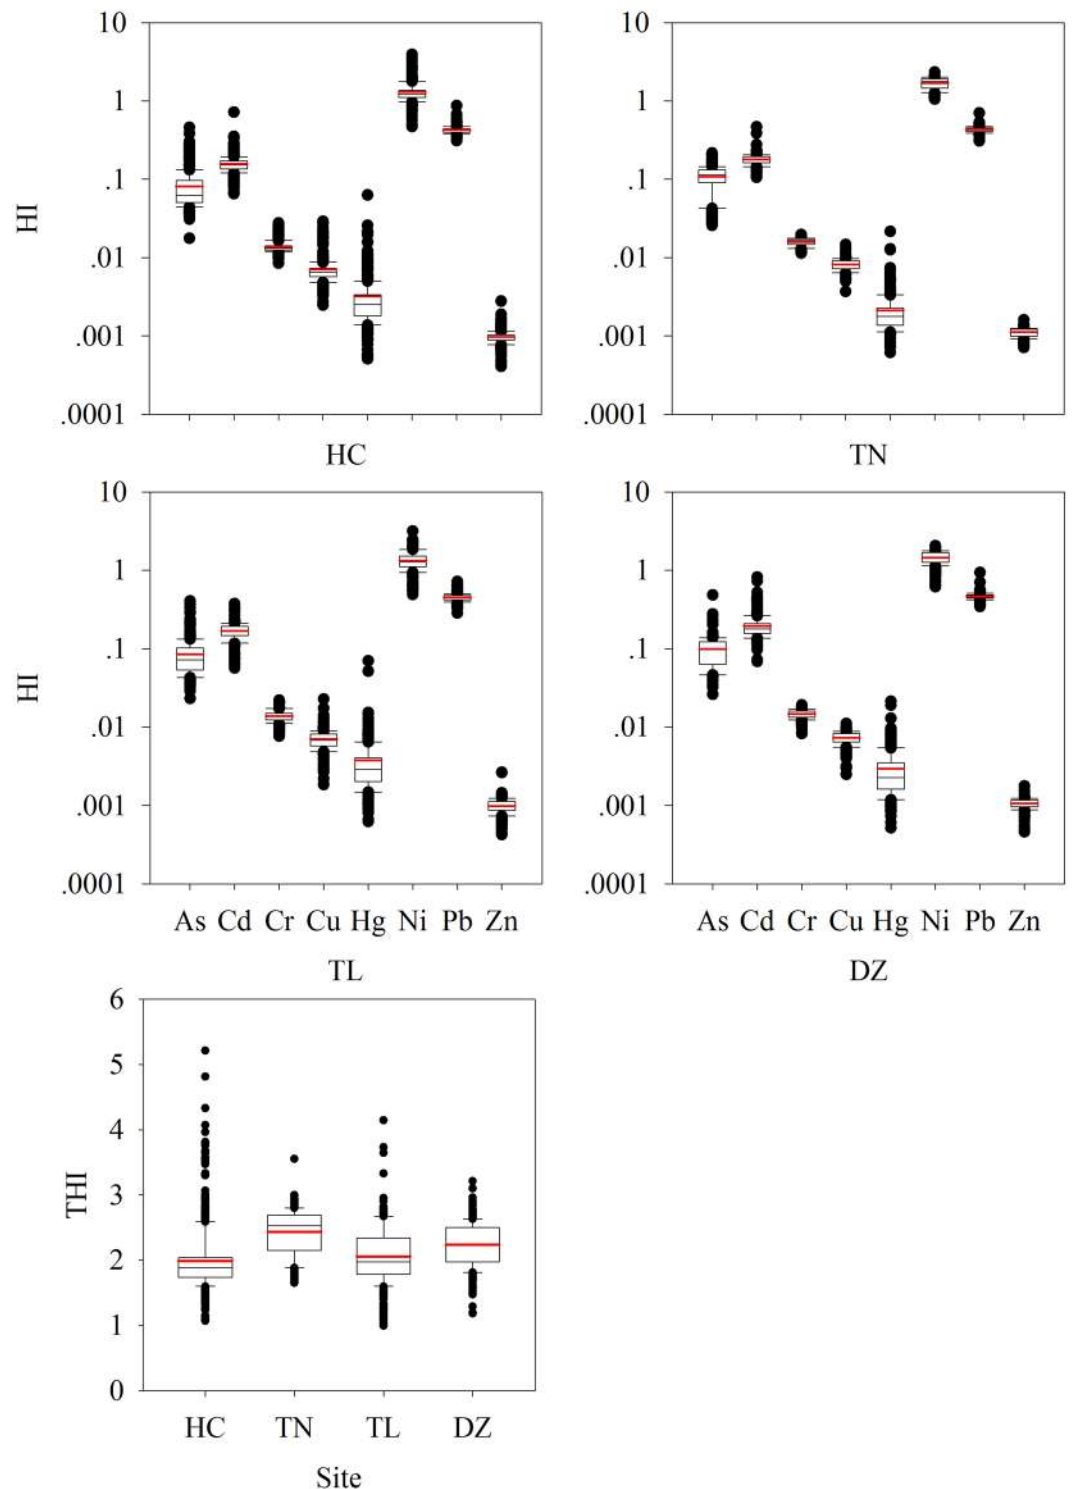 10
1
.1
.01
.001
.0001
HI
HC
10
1
.1
.01
.001
.0001
TN
10
1
.1
.01
.001
.0001
HI
As Cd Cr Cu Hg Ni Pb Zn
TL
10
1
.1
.01
.001
.0001
As Cd Cr Cu Hg Ni Pb Zn
DZ
6
5
4
3
2
1
0
THI
HC TN TL DZ
Site